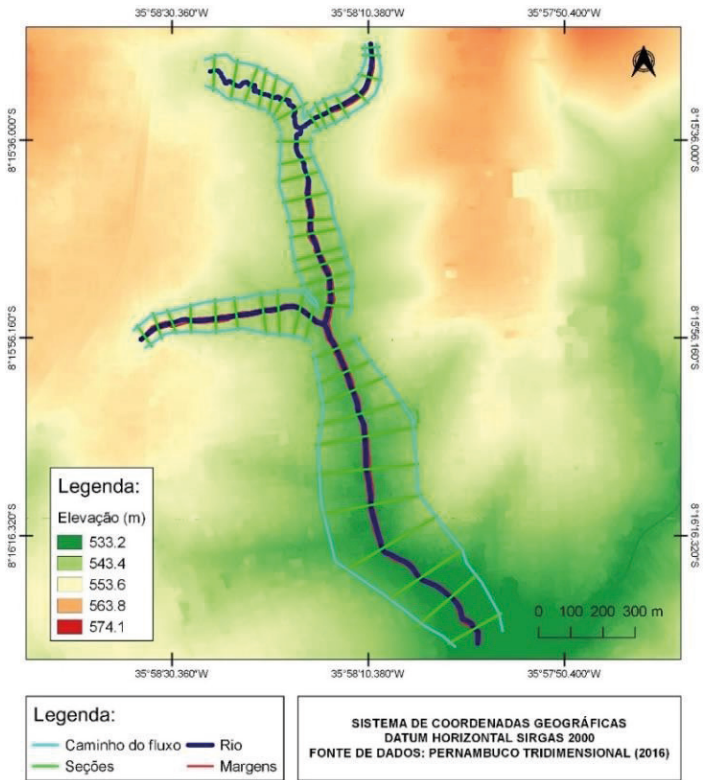 35°58'30.360"W
35°58'10.380"W
35°57'50.400"W
8°15'36.000"S
8°15'36.000"S
8°15'56.160"S
8°15'56.160"S
8°16'16.320"S
8°16'16.320"S
Legenda:
Elevação (m)
533.2
543.4
553.6
563.8
574.1
0 100 200 300 m
35°58'30.360"W
35°58'10.380"W
35°57'50.400"W
Legenda:
Caminho do fluxo
Rio
Seções
Margens
SISTEMA DE COORDENADAS GEOGRÁFICAS
DATUM HORIZONTAL SIRGAS 2000
FONTE DE DADOS: PERNAMBUCO TRIDIMENSIONAL (2016)